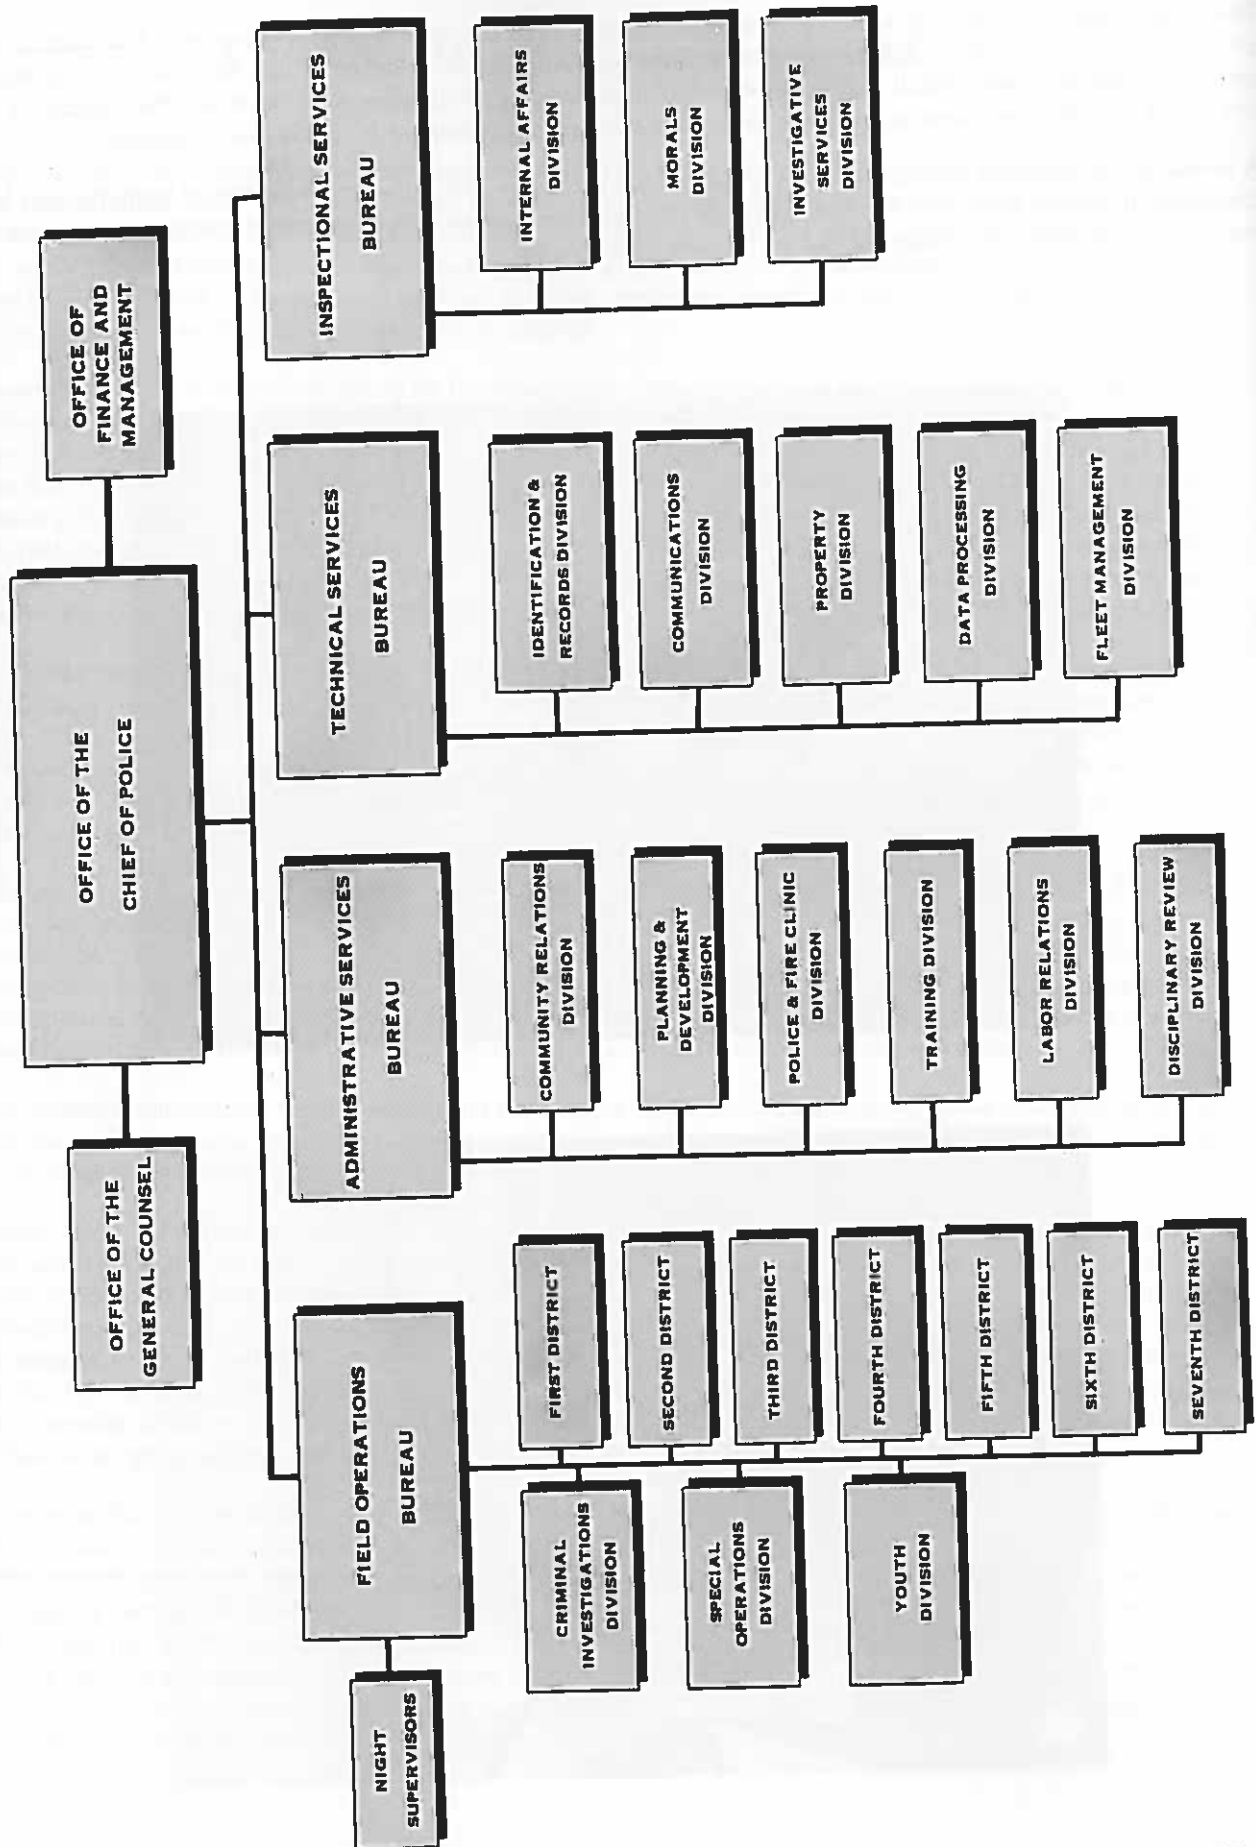 OFFICE OF THE
CHIEF OF POLICE
OFFICE OF THE
GENERAL COUNSEL
OFFICE OF
FINANCE AND
MANAGEMENT
NIGHT
SUPERVISORS
FIELD OPERATIONS
BUREAU
CRIMINAL
INVESTIGATIONS
DIVISION
SPECIAL
OPERATIONS
DIVISION
YOUTH
DIVISION
FIRST DISTRICT
SECOND DISTRICT
THIRD DISTRICT
FOURTH DISTRICT
FIFTH DISTRICT
SIXTH DISTRICT
SEVENTH DISTRICT
ADMINISTRATIVE SERVICES
BUREAU
COMMUNITY RELATIONS
DIVISION
PLANNING &
DEVELOPMENT
DIVISION
POLICE & FIRE CLINIC
DIVISION
TRAINING DIVISION
LABOR RELATIONS
DIVISION
DISCIPLINARY REVIEW
DIVISION
TECHNICAL SERVICES
BUREAU
IDENTIFICATION &
RECORDS DIVISION
COMMUNICATIONS
DIVISION
PROPERTY
DIVISION
DATA PROCESSING
DIVISION
FLEET MANAGEMENT
DIVISION
INSPECTIONAL SERVICES
BUREAU
INTERNAL AFFAIRS
DIVISION
MORALS
DIVISION
INVESTIGATIVE
SERVICES
DIVISION